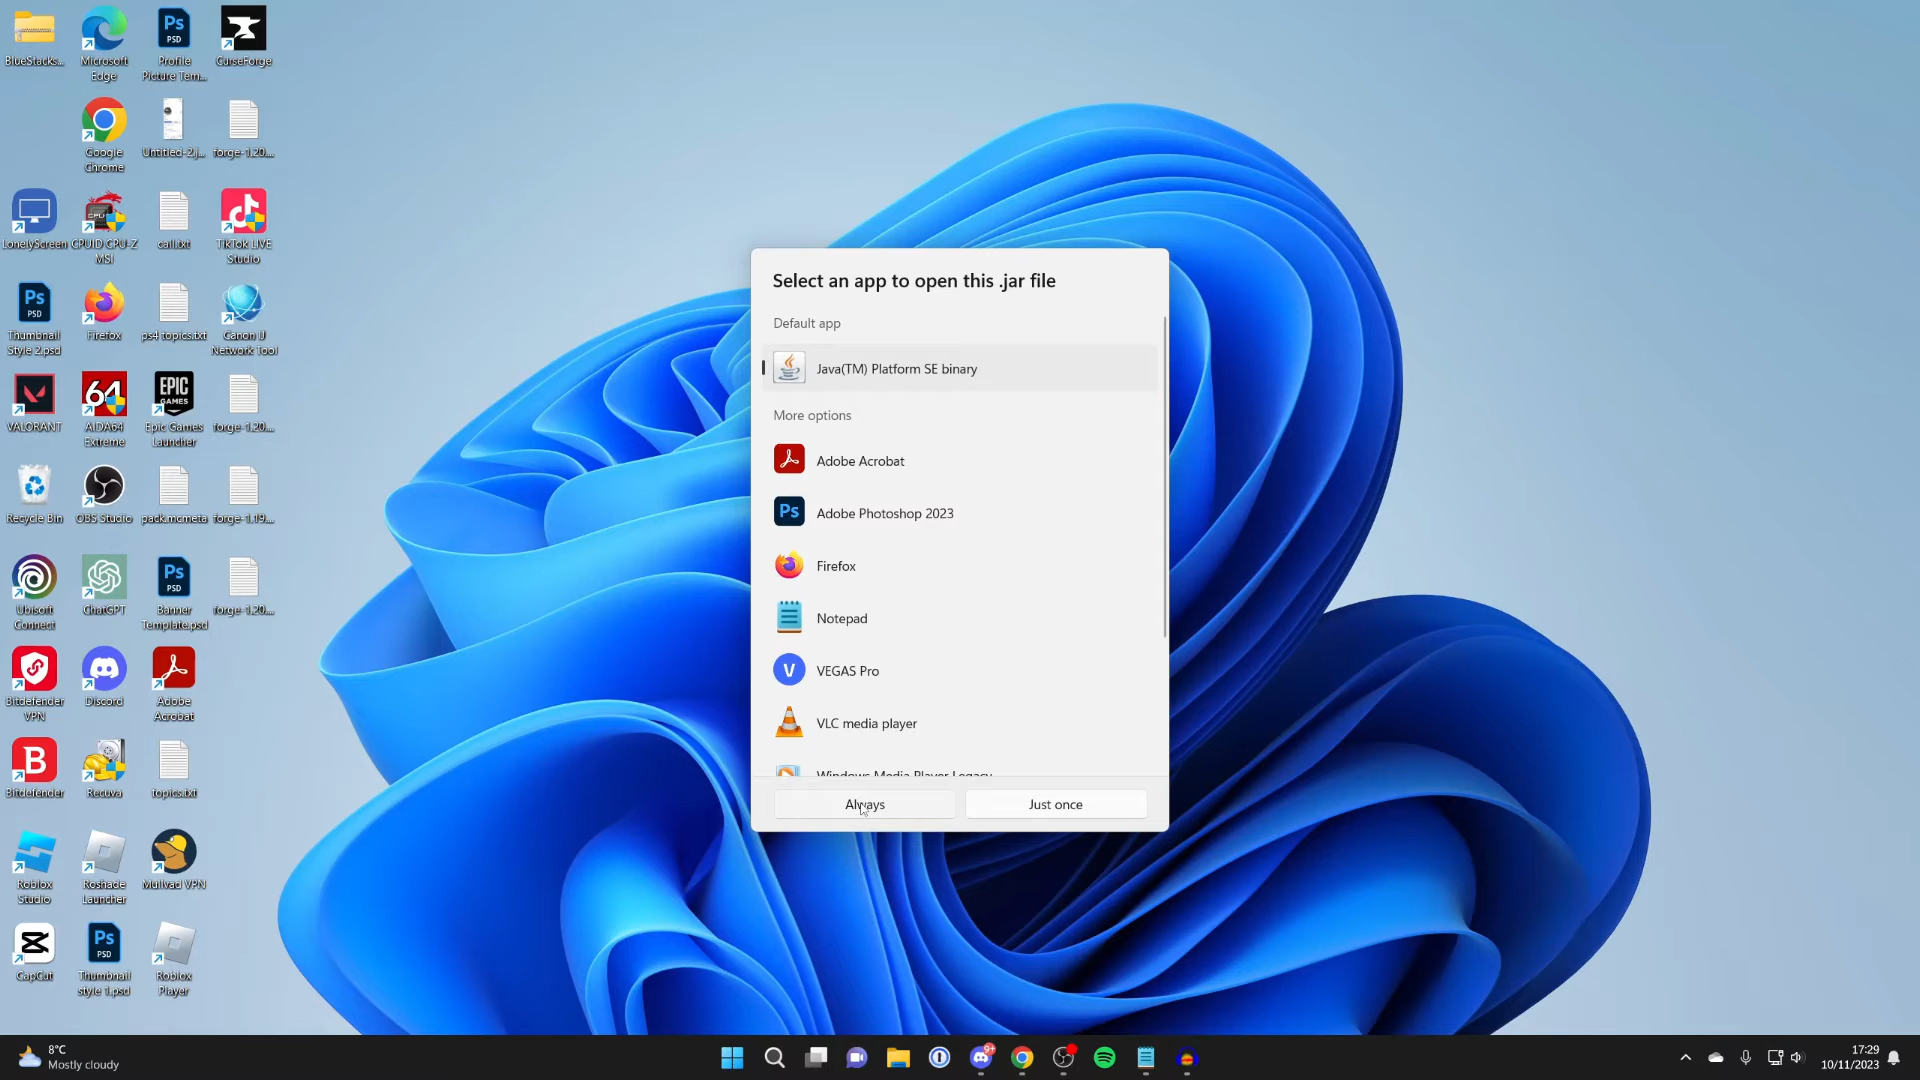 BlueStacks...
Microsoft
Edge
Profile
Picture Tem...
CurseForge
Google
Chrome
Untitled-2.j...
forge-1.20....
LonelyScreen
CPUID CPU-Z
MSI
call.txt
TikTok LIVE
Studio
Thumbnail
Style 2.psd
Firefox
ps4 topics.txt
Canon IJ
Network Tool
VALORANT
AIDA64
Extreme
Epic Games
Launcher
forge-1.20....
Recycle Bin
OBS Studio
pack.mcmeta
forge-1.19....
Ubisoft
Connect
ChatGPT
Banner
Template.psd
forge-1.20....
Bitdefender
VPN
Discord
Adobe
Acrobat
Bitdefender
Recuva
topics.txt
Roblox
Studio
Roshade
Launcher
Mullvad VPN
CapCut
Thumbnail
style 1.psd
Roblox
Player
Select an app to open this .jar file
Default app
Java(TM) Platform SE binary
More options
Adobe Acrobat
Adobe Photoshop 2023
Firefox
Notepad
VEGAS Pro
VLC media player
Windows Media Player Legacy
Always
Just once
8°C
Mostly cloudy
9+
17:29
10/11/2023